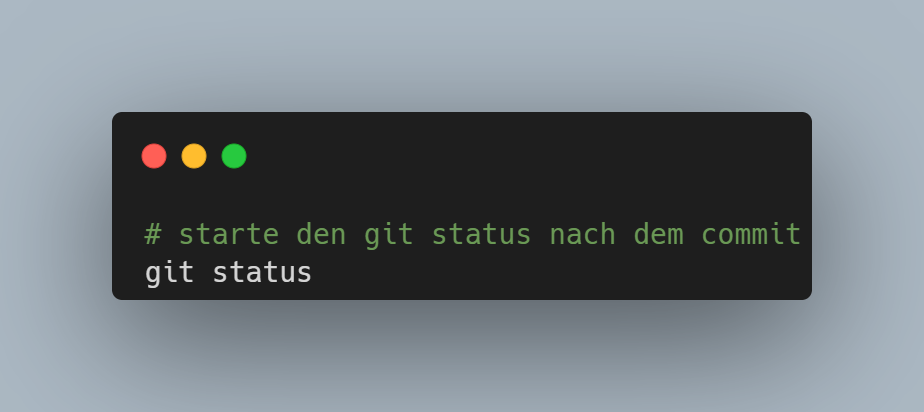 # starte den git status nach dem commit
git status